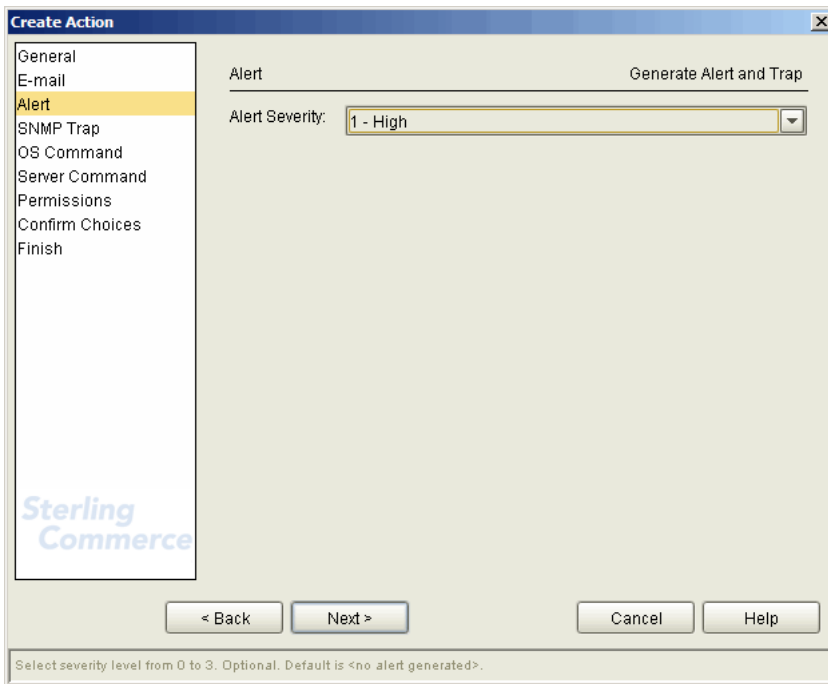 Create Action
General
E-mail
Alert
SNMP Trap
OS Command
Server Command
Permissions
Confirm Choices
Finish
Sterling
Commerce
Alert Generate Alert and Trap
Alert Severity: 1 - High
< Back Next > Cancel Help
Select severity level from 0 to 3. Optional. Default is <no alert generated>.